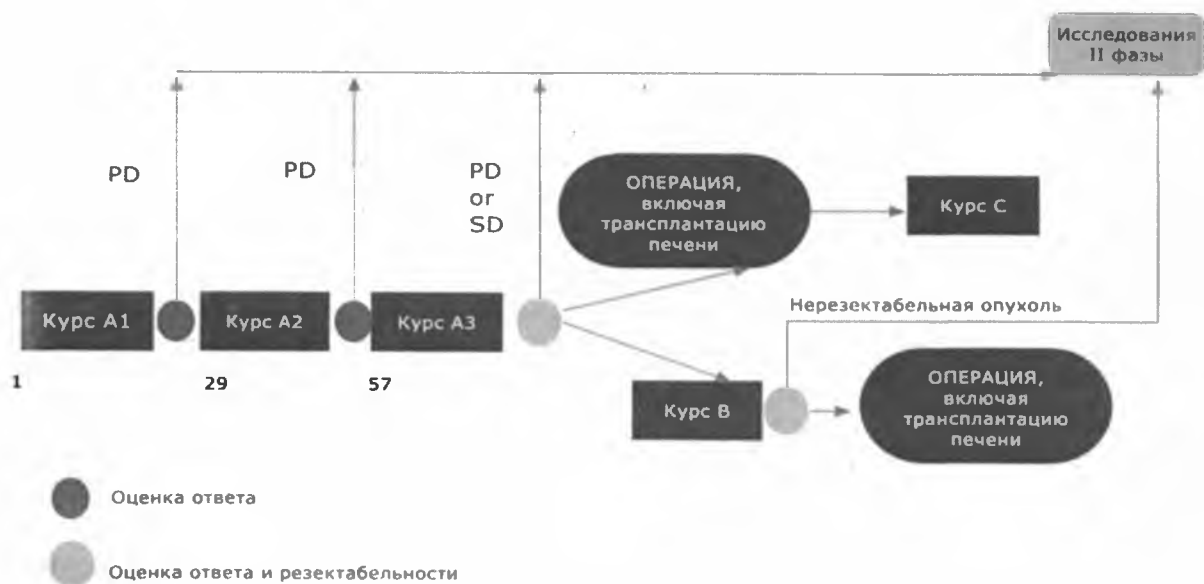 Исследования
II фазы
PD
PD
PD
or
SD
ОПЕРАЦИЯ,
включая
трансплантацию
печени
Курс С
Курс А1
Курс А2
Курс А3
Нерезектабельная опухоль
1
29
57
Курс В
ОПЕРАЦИЯ,
включая
трансплантацию
печени
Оценка ответа
Оценка ответа и резектабельности